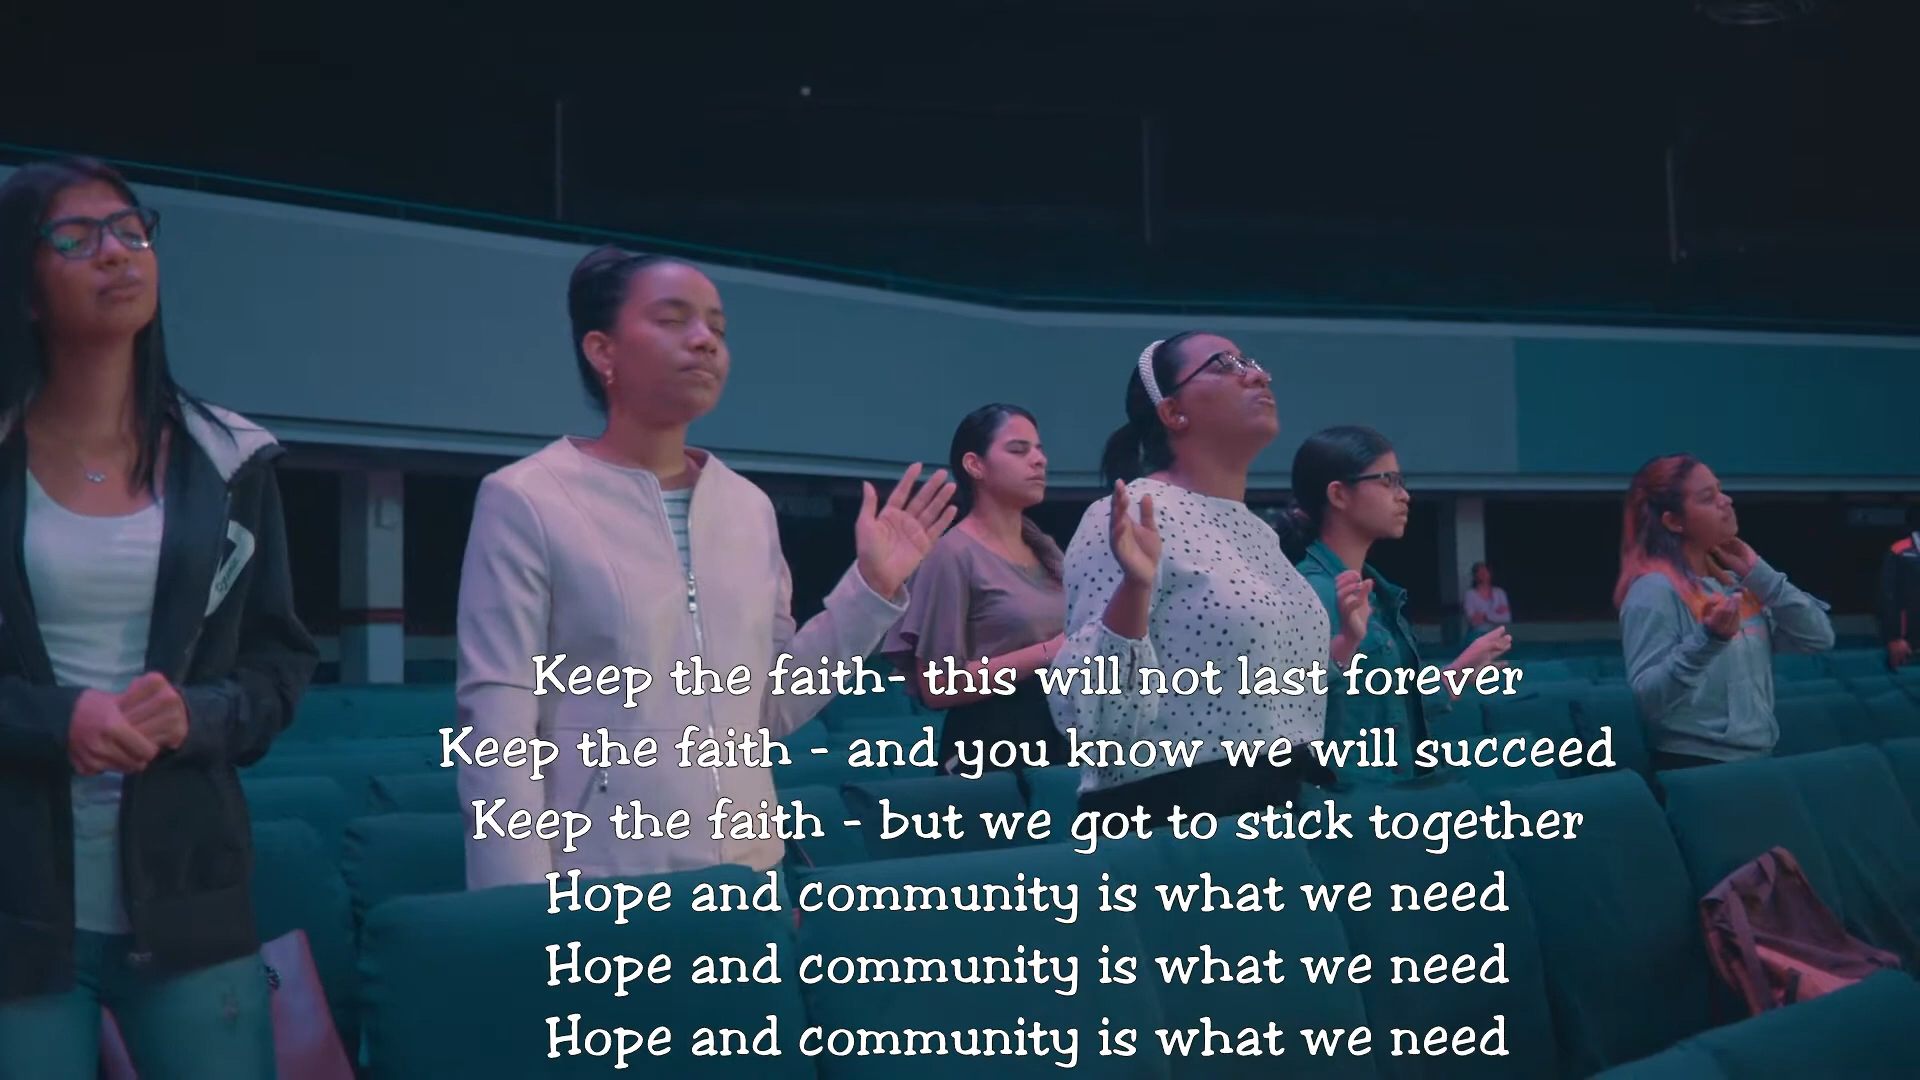 Keep the faith- this will not last forever
Keep the faith - and you know we will succeed
Keep the faith - but we got to stick together
Hope and community is what we need
Hope and community is what we need
Hope and community is what we need